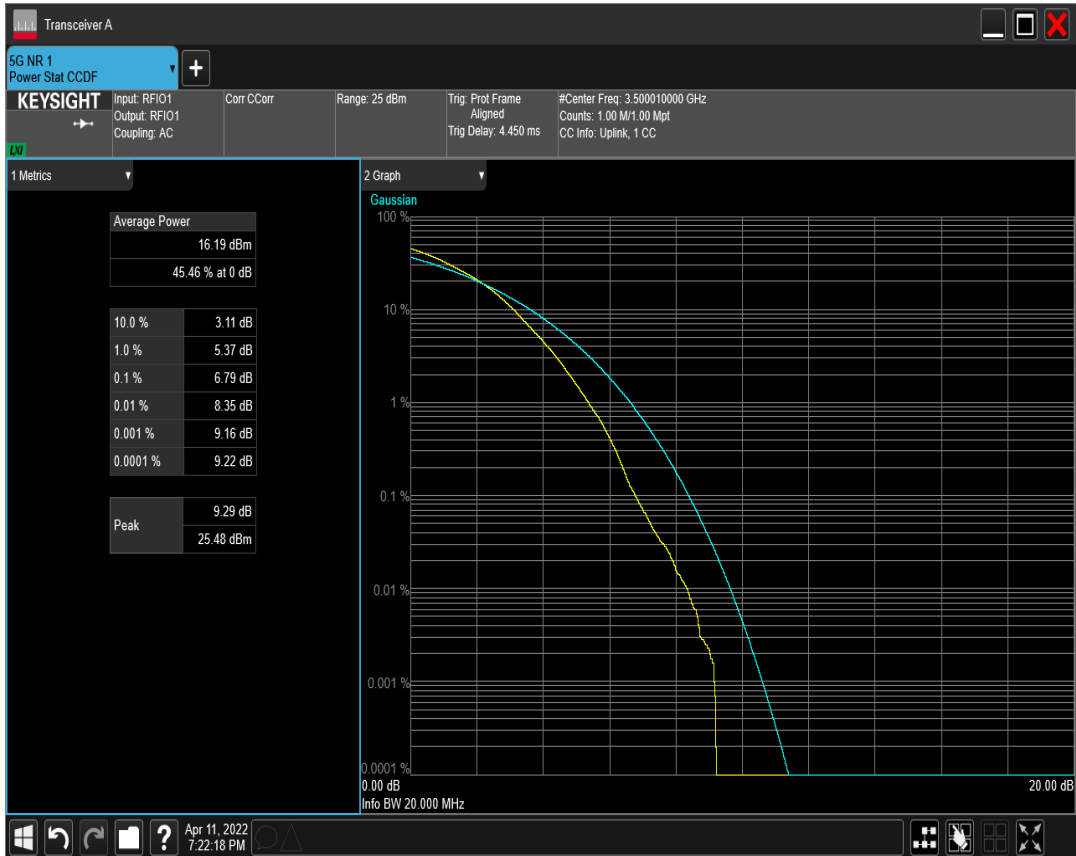 Transceiver A
5G NR 1
Power Stat CCDF
+
KEYSIGHT
LXI
Input: RFIO1
Output: RFIO1
Coupling: AC
Corr CCorr
Range: 25 dBm
Trig: Prot Frame
Aligned
Trig Delay: 4.450 ms
#Center Freq: 3.500010000 GHz
Counts: 1.00 M/1.00 Mpt
CC Info: Uplink, 1 CC
1 Metrics
Average Power
16.19 dBm
45.46 % at 0 dB
10.0 % 3.11 dB
1.0 % 5.37 dB
0.1 % 6.79 dB
0.01 % 8.35 dB
0.001 % 9.16 dB
0.0001 % 9.22 dB
Peak
9.29 dB
25.48 dBm
2 Graph
Gaussian
100 %
10 %
1 %
0.1 %
0.01 %
0.001 %
0.0001 %
0.00 dB 20.00 dB
Info BW 20.000 MHz
?
Apr 11, 2022
7:22:18 PM